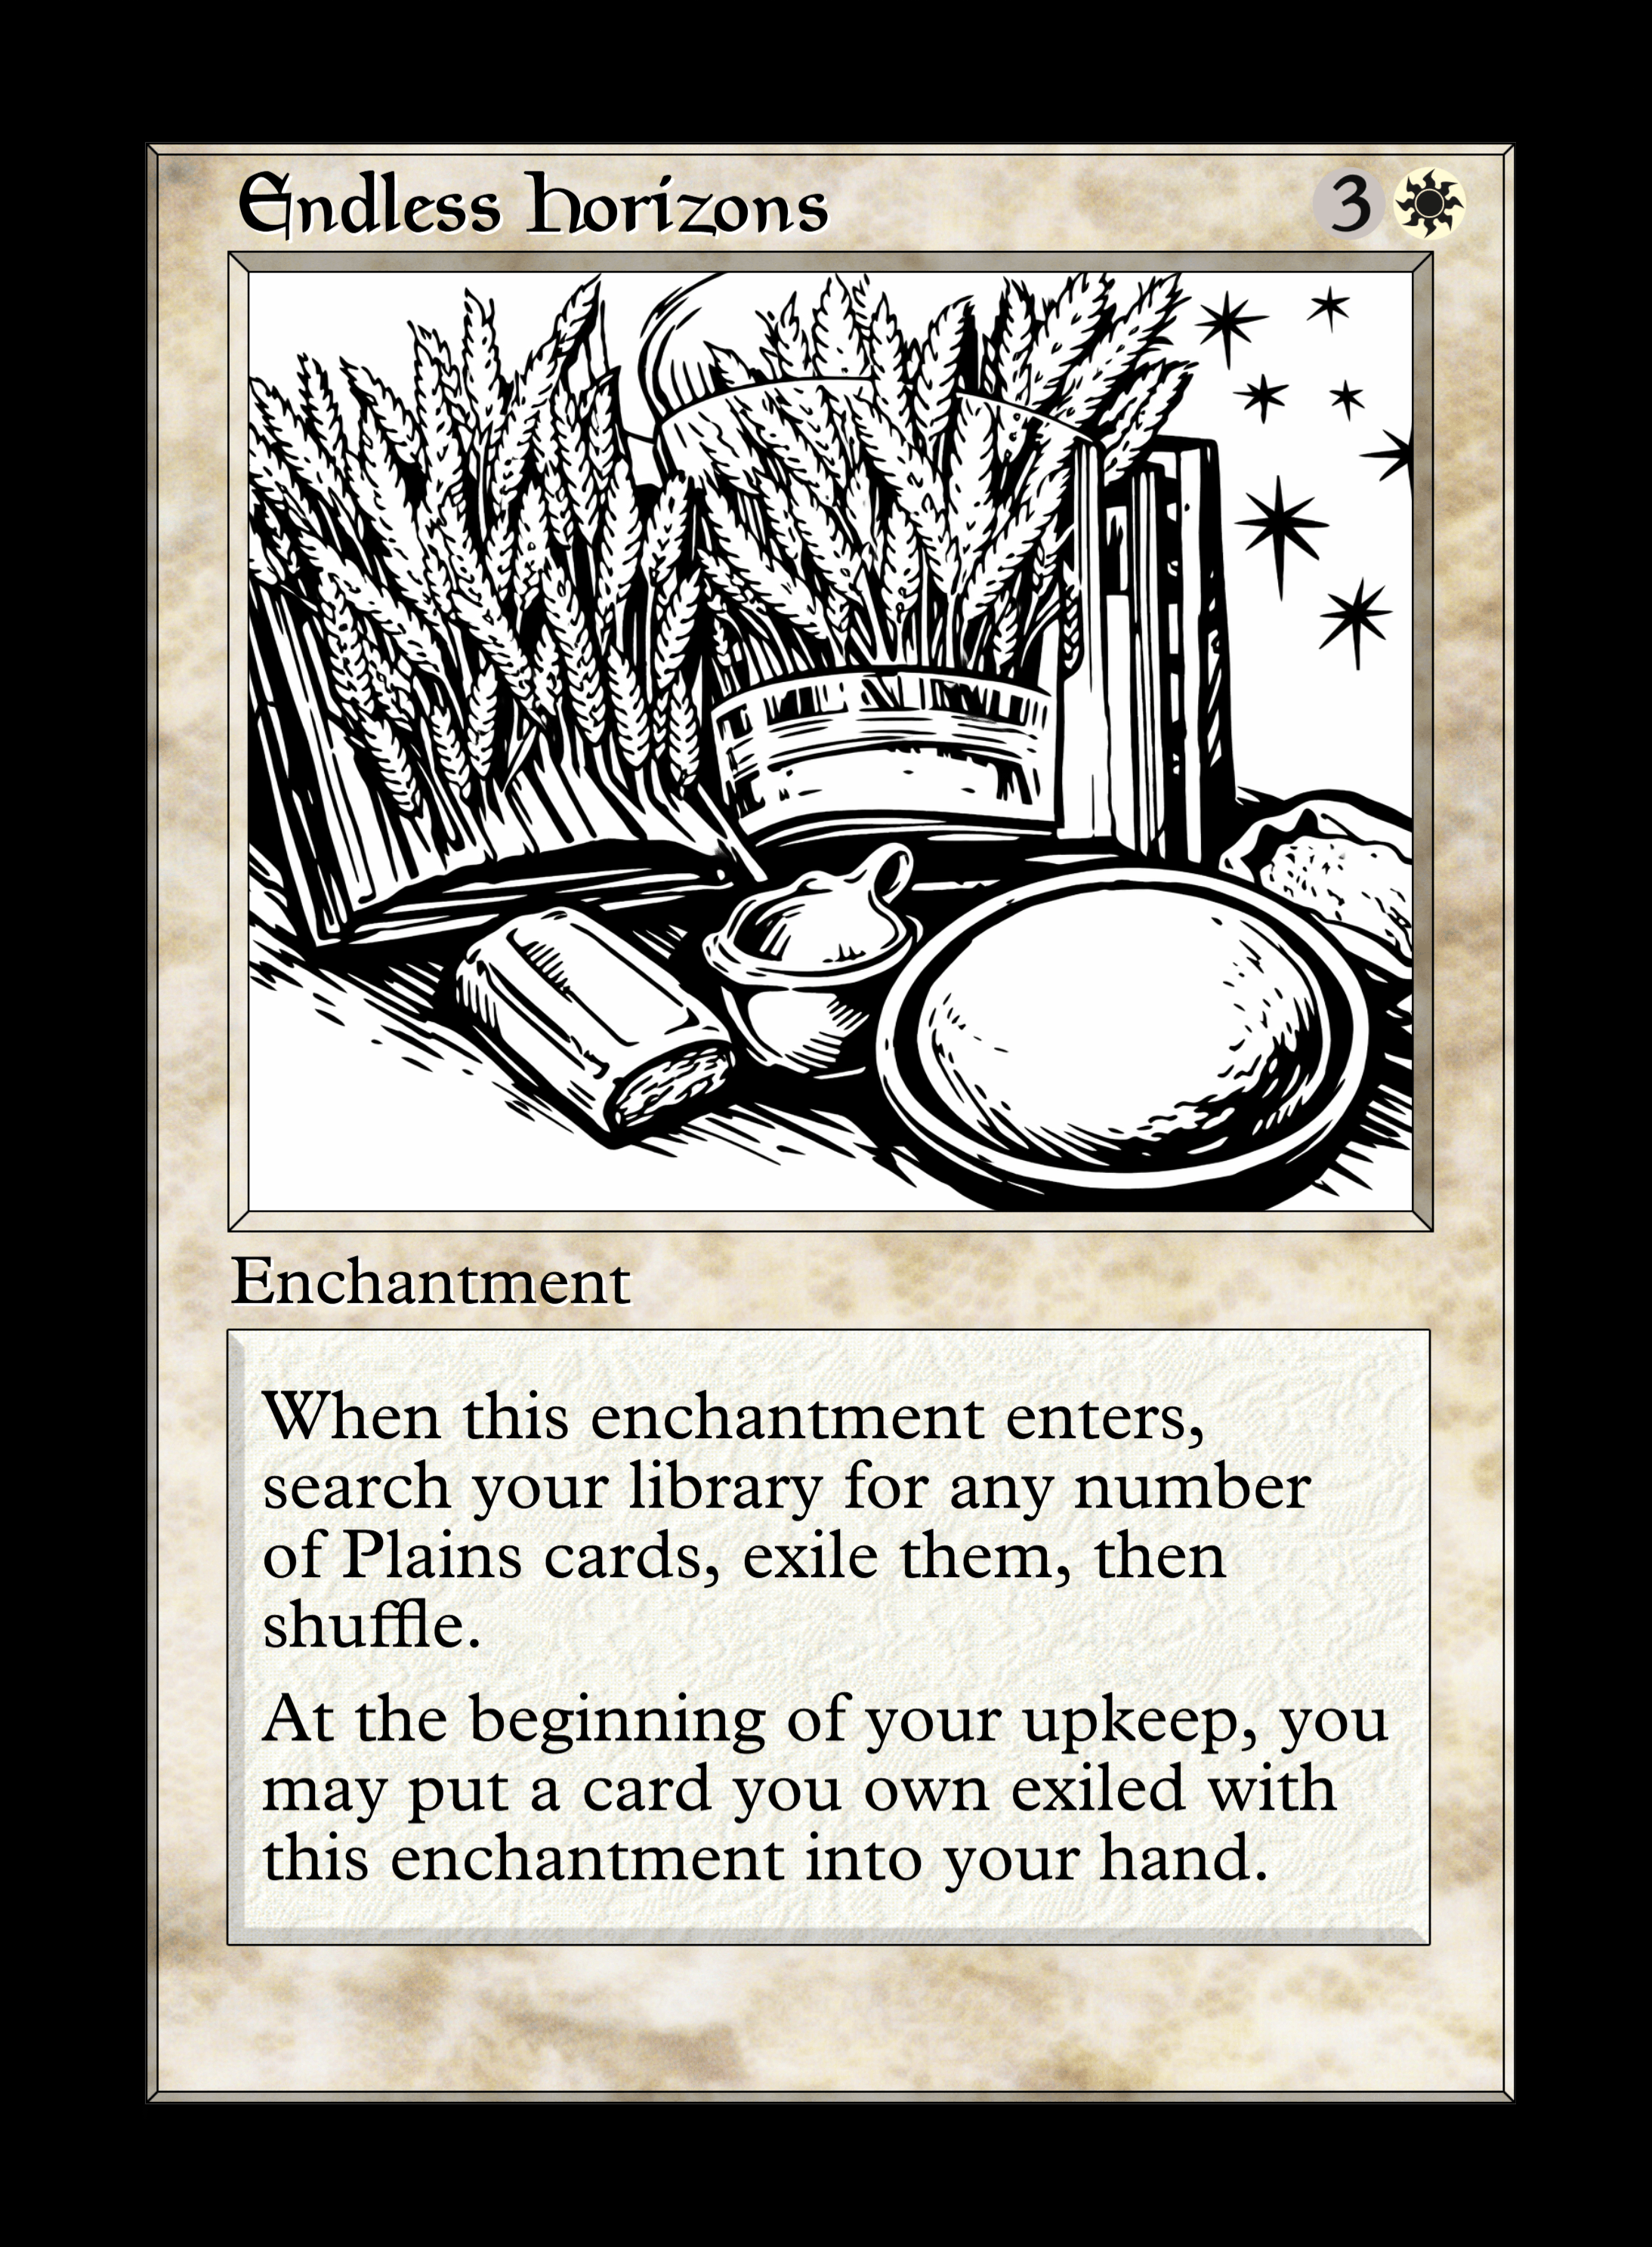 Endless Horizons 3
Enchantment
When this enchantment enters,
search your library for any number
of Plains cards, exile them, then
shuffle.
At the beginning of your upkeep, you
may put a card you own exiled with
this enchantment into your hand.